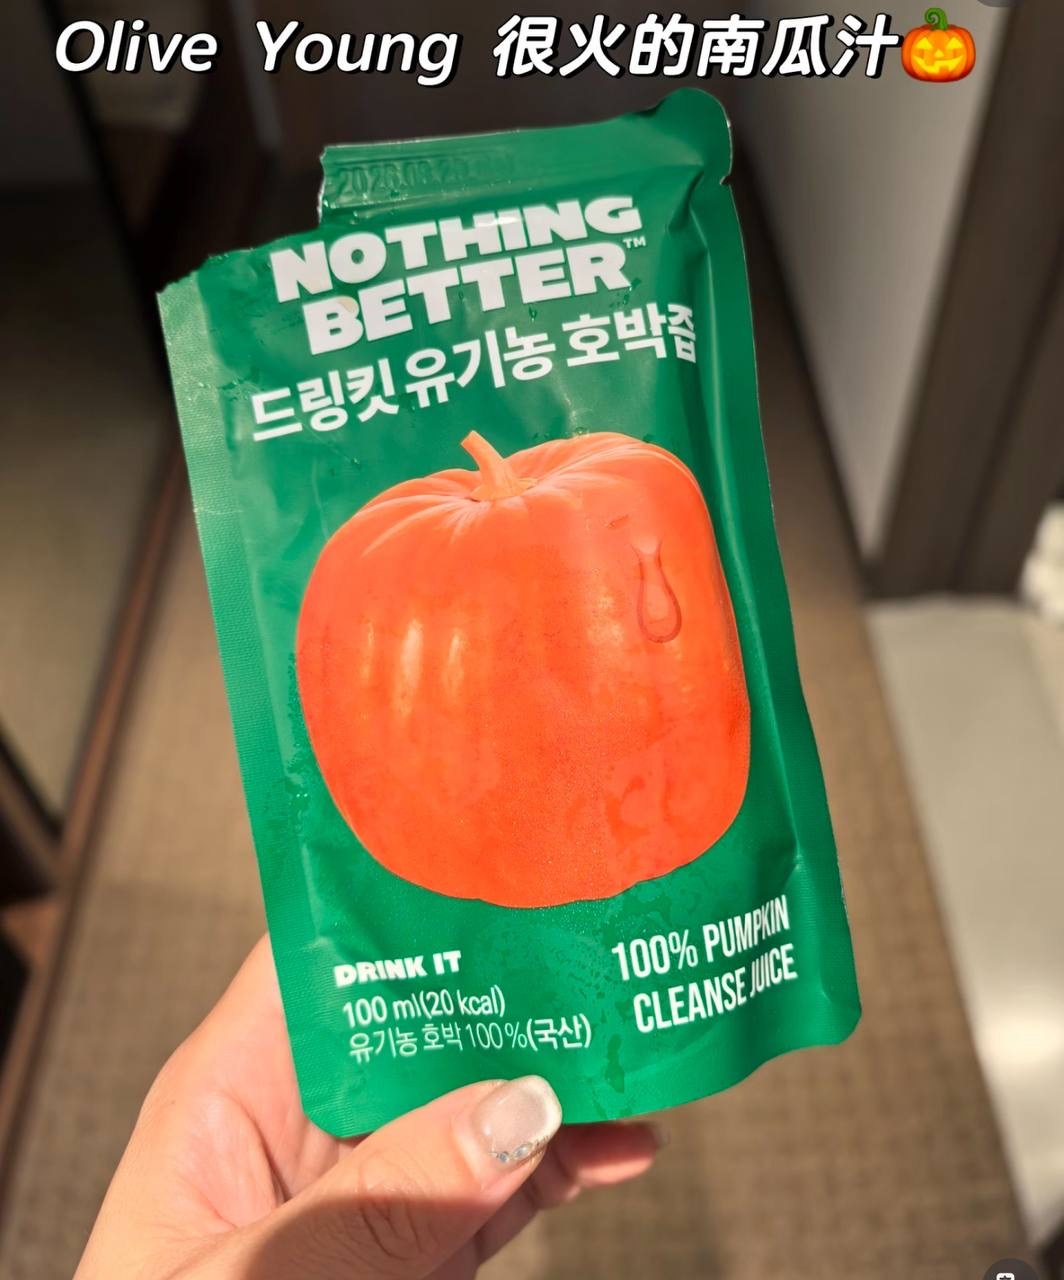 Olive Young 很火的南瓜汁🎃
NOTHING
BETTER™
드링킷 유기농 호박즙
DRINK IT
100 ml(20 kcal)
유기농 호박 100%(국산)
100% PUMPKIN
CLEANSE JUICE